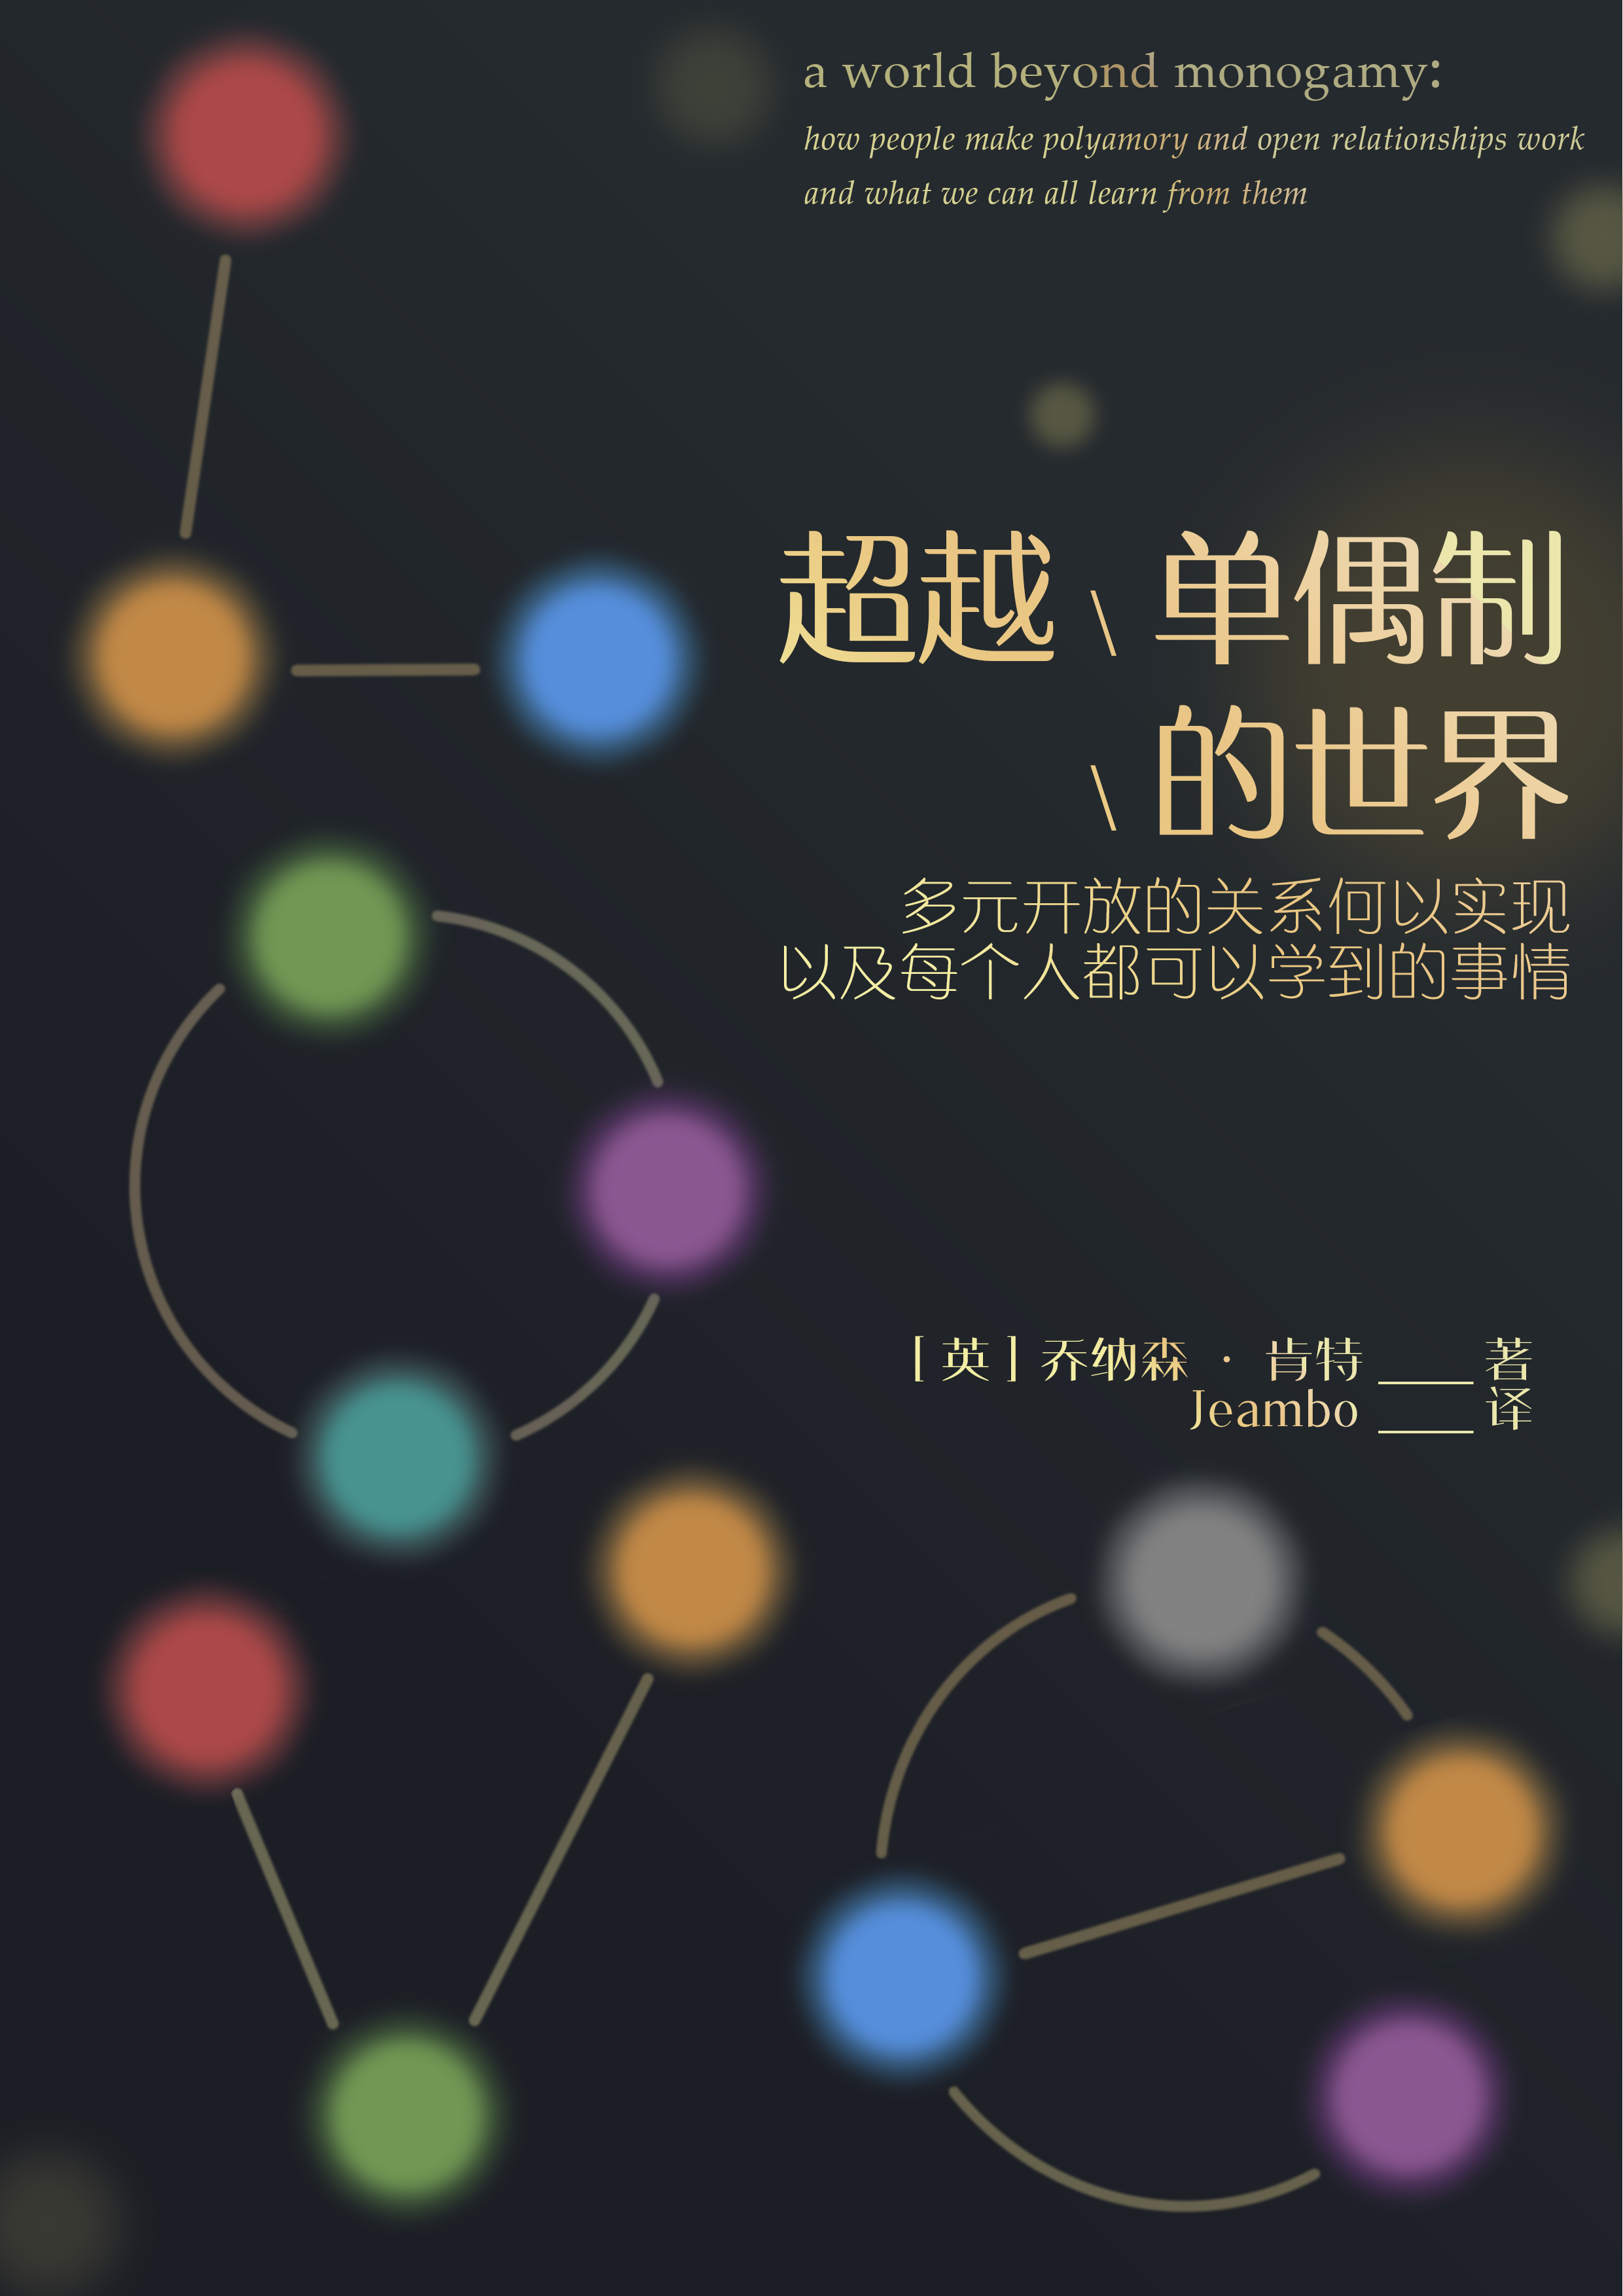 a world beyond monogamy:
how people make polyamory and open relationships work
and what we can all learn from them
超越 \ 单偶制
\ 的世界
多元开放的关系何以实现
以及每个人都可以学到的事情
[ 英 ] 乔纳森 · 肯特 ____ 著
Jeambo ____ 译